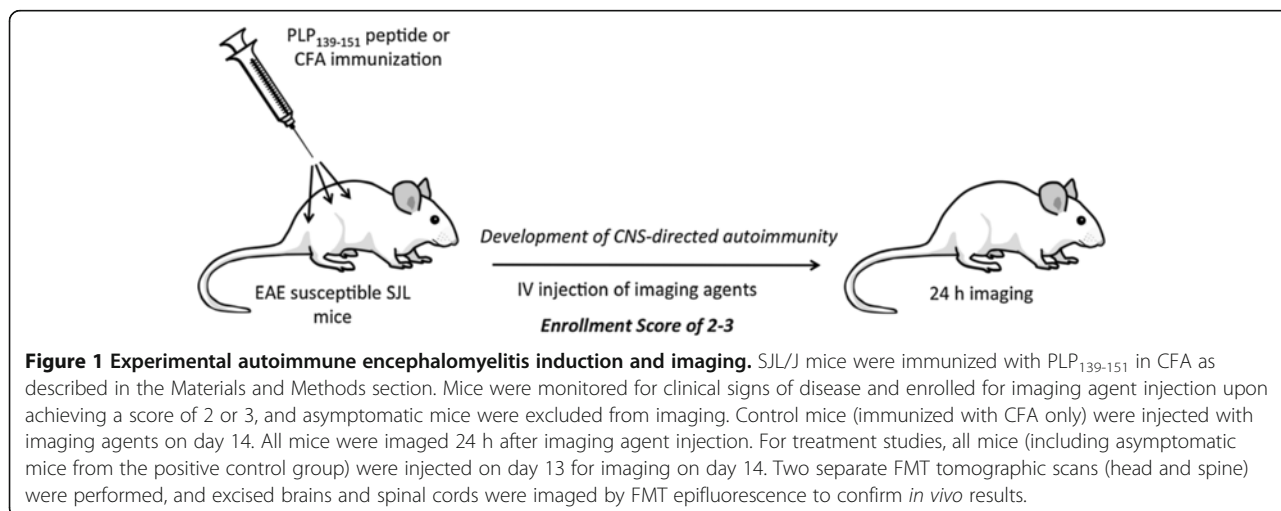 PLP139-151 peptide or
CFA immunization
Development of CNS-directed autoimmunity
EAE susceptible SJL
mice
IV injection of imaging agents
24 h imaging
Enrollment Score of 2-3
Figure 1 Experimental autoimmune encephalomyelitis induction and imaging. SJL/J mice were immunized with PLP139-151 in CFA as
described in the Materials and Methods section. Mice were monitored for clinical signs of disease and enrolled for imaging agent injection upon
achieving a score of 2 or 3, and asymptomatic mice were excluded from imaging. Control mice (immunized with CFA only) were injected with
imaging agents on day 14. All mice were imaged 24 h after imaging agent injection. For treatment studies, all mice (including asymptomatic
mice from the positive control group) were injected on day 13 for imaging on day 14. Two separate FMT tomographic scans (head and spine)
were performed, and excised brains and spinal cords were imaged by FMT epifluorescence to confirm in vivo results.